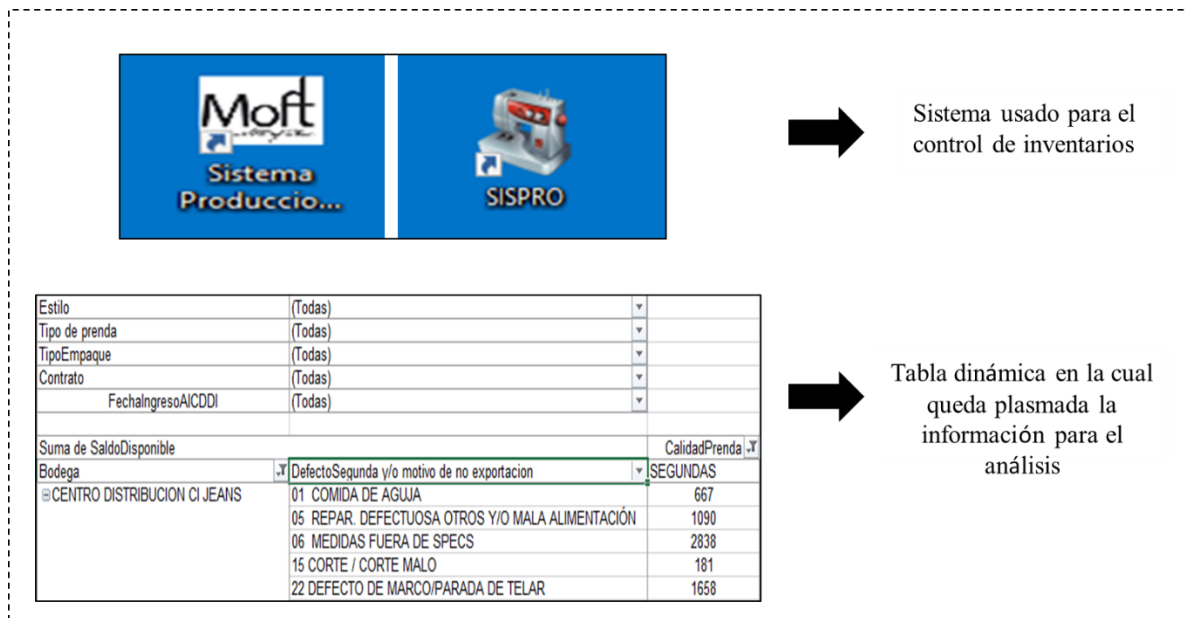 Moft
Sistema
Produccio...
SISPRO
Sistema usado para el
control de inventarios
Estilo (Todas)
Tipo de prenda (Todas)
TipoEmpaque (Todas)
Contrato (Todas)
FechaIngresoAlCDDI (Todas)
Suma de SaldoDisponible CalidadPrenda
Bodega DefectoSegunda y/o motivo de no exportacion SEGUNDAS
CENTRO DISTRIBUCION CI JEANS 01 COMIDA DE AGUJA 667
05 REPAR. DEFECTUOSA OTROS Y/O MALA ALIMENTACIÓN 1090
06 MEDIDAS FUERA DE SPECS 2838
15 CORTE / CORTE MALO 181
22 DEFECTO DE MARCO/PARADA DE TELAR 1658
Tabla dinámica en la cual
queda plasmada la
información para el
análisis